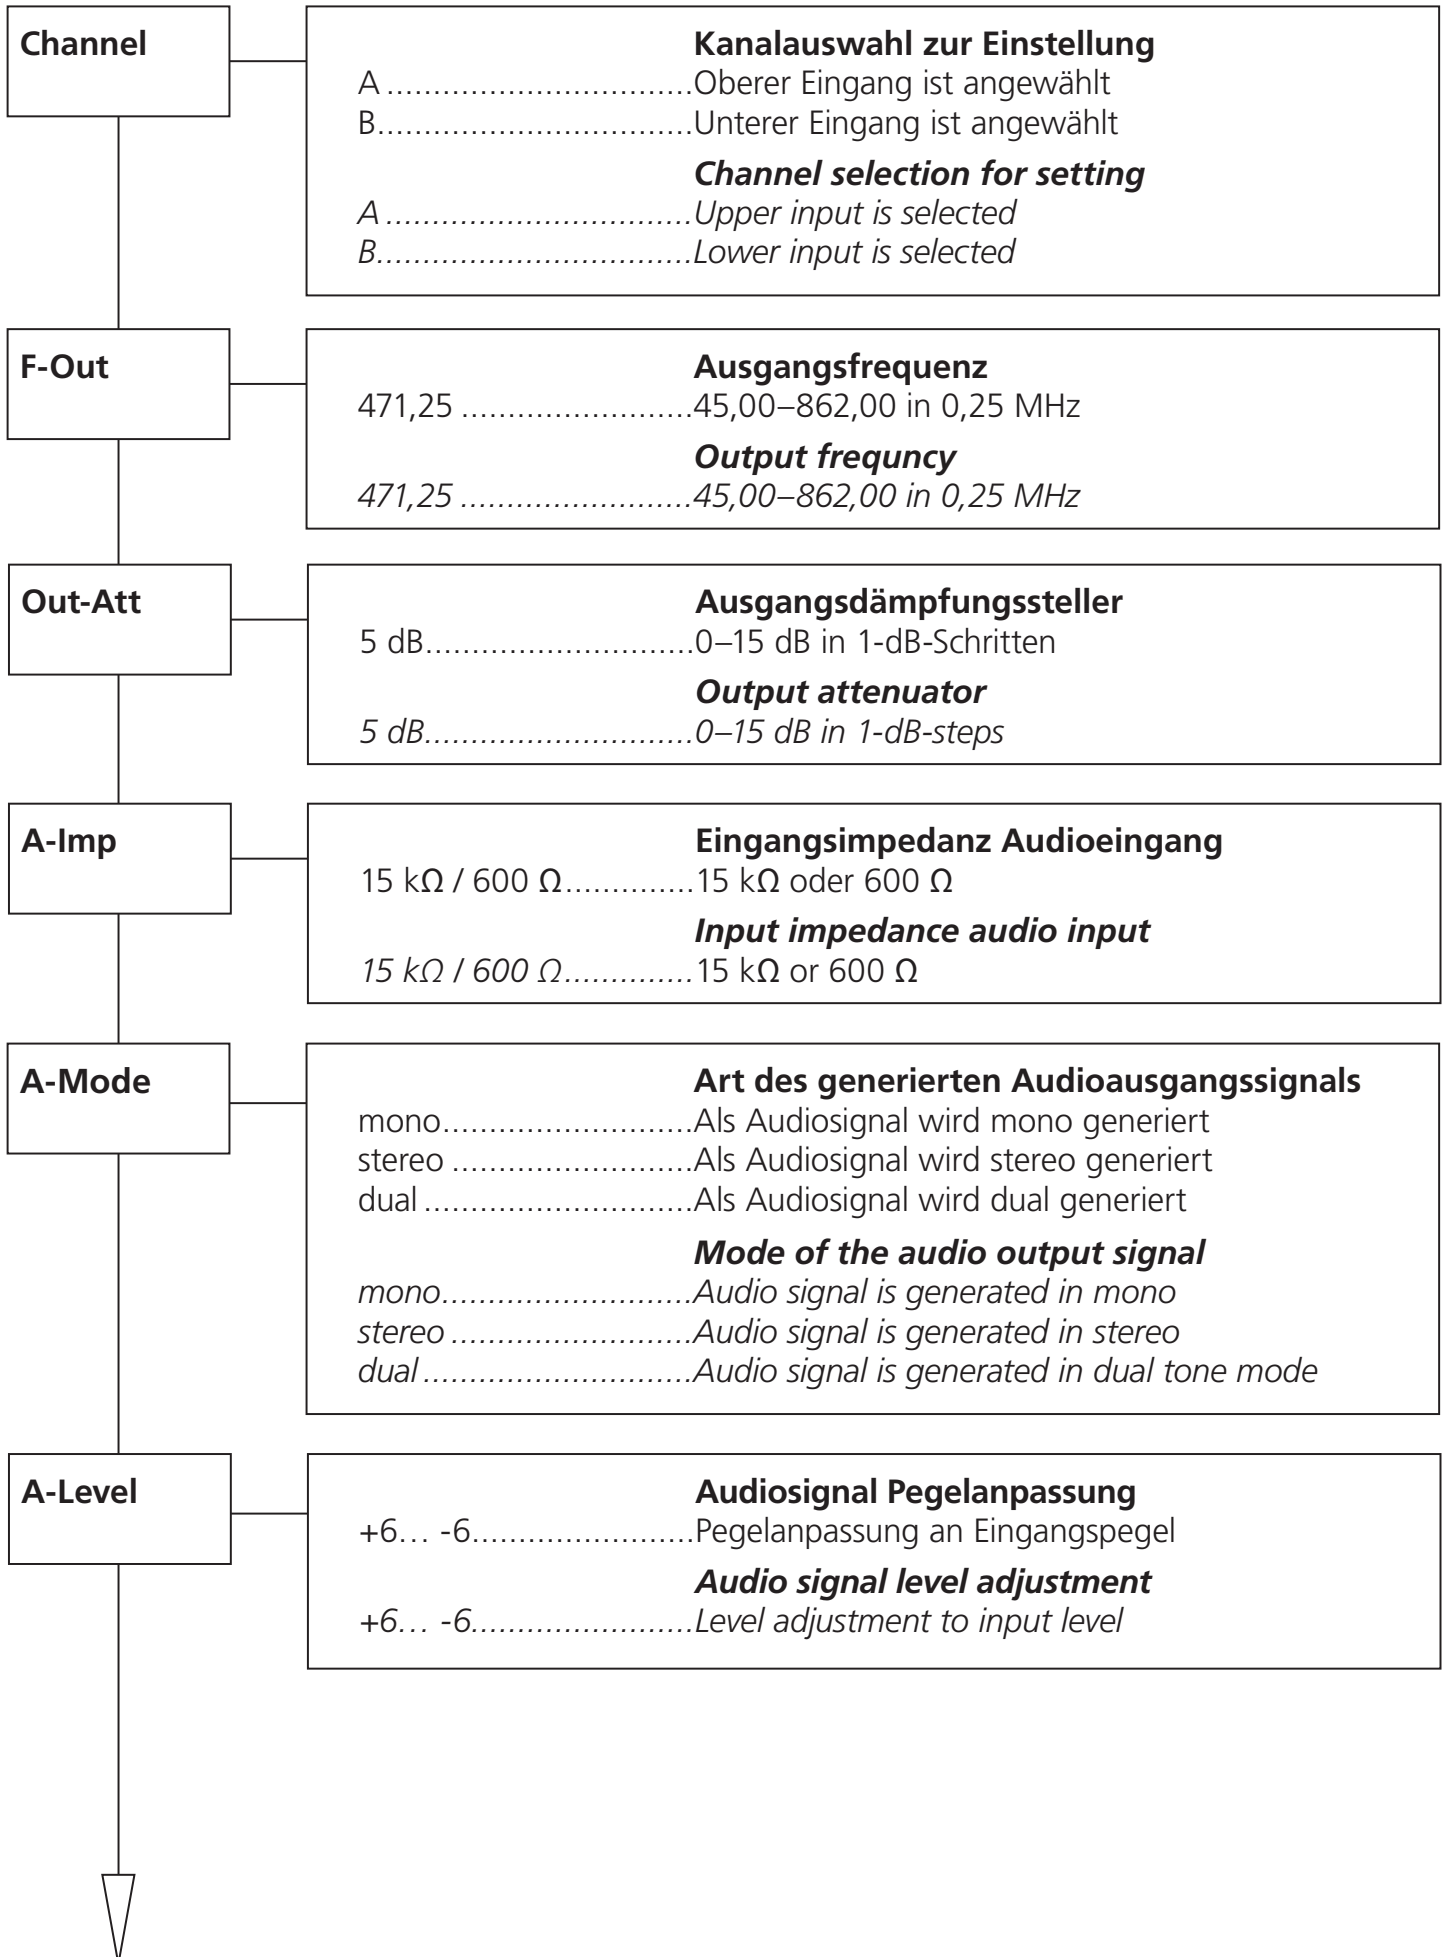 Channel
Kanalauswahl zur Einstellung
A .................................Oberer Eingang ist angewählt
B..................................Unterer Eingang ist angewählt
Channel selection for setting
A .................................Upper input is selected
B..................................Lower input is selected
F-Out
Ausgangsfrequenz
471,25 .........................45,00–862,00 in 0,25 MHz
Output frequncy
471,25 .........................45,00–862,00 in 0,25 MHz
Out-Att
Ausgangsdämpfungssteller
5 dB.............................0–15 dB in 1-dB-Schritten
Output attenuator
5 dB.............................0–15 dB in 1-dB-steps
A-Imp
Eingangsimpedanz Audioeingang
15 kΩ / 600 Ω..............15 kΩ oder 600 Ω
Input impedance audio input
15 kΩ / 600 Ω..............15 kΩ or 600 Ω
A-Mode
Art des generierten Audioausgangssignals
mono...........................Als Audiosignal wird mono generiert
stereo ..........................Als Audiosignal wird stereo generiert
dual .............................Als Audiosignal wird dual generiert
Mode of the audio output signal
mono...........................Audio signal is generated in mono
stereo ..........................Audio signal is generated in stereo
dual .............................Audio signal is generated in dual tone mode
A-Level
Audiosignal Pegelanpassung
+6… -6........................Pegelanpassung an Eingangspegel
Audio signal level adjustment
+6… -6........................Level adjustment to input level